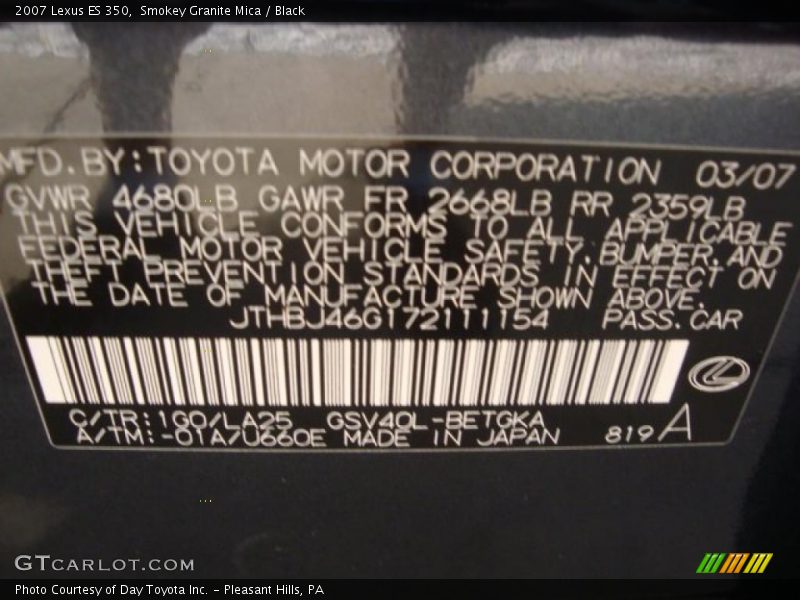 2007 Lexus ES 350, Smokey Granite Mica / Black
MFD. BY: TOYOTA MOTOR CORPORATION 03/07
GVWR 4680LB GAWR FR 2668LB RR 2359LB
THIS VEHICLE CONFORMS TO ALL APPLICABLE
FEDERAL MOTOR VEHICLE SAFETY, BUMPER, AND
THEFT PREVENTION STANDARDS IN EFFECT ON
THE DATE OF MANUFACTURE SHOWN ABOVE.
JTHBJ46G172111154 PASS. CAR
C/TR: 1G0/LA25 GSV40L-BETGKA
A/TM: -01A/U660E MADE IN JAPAN 819 A
GTCARLOT.COM
Photo Courtesy of Day Toyota Inc. - Pleasant Hills, PA